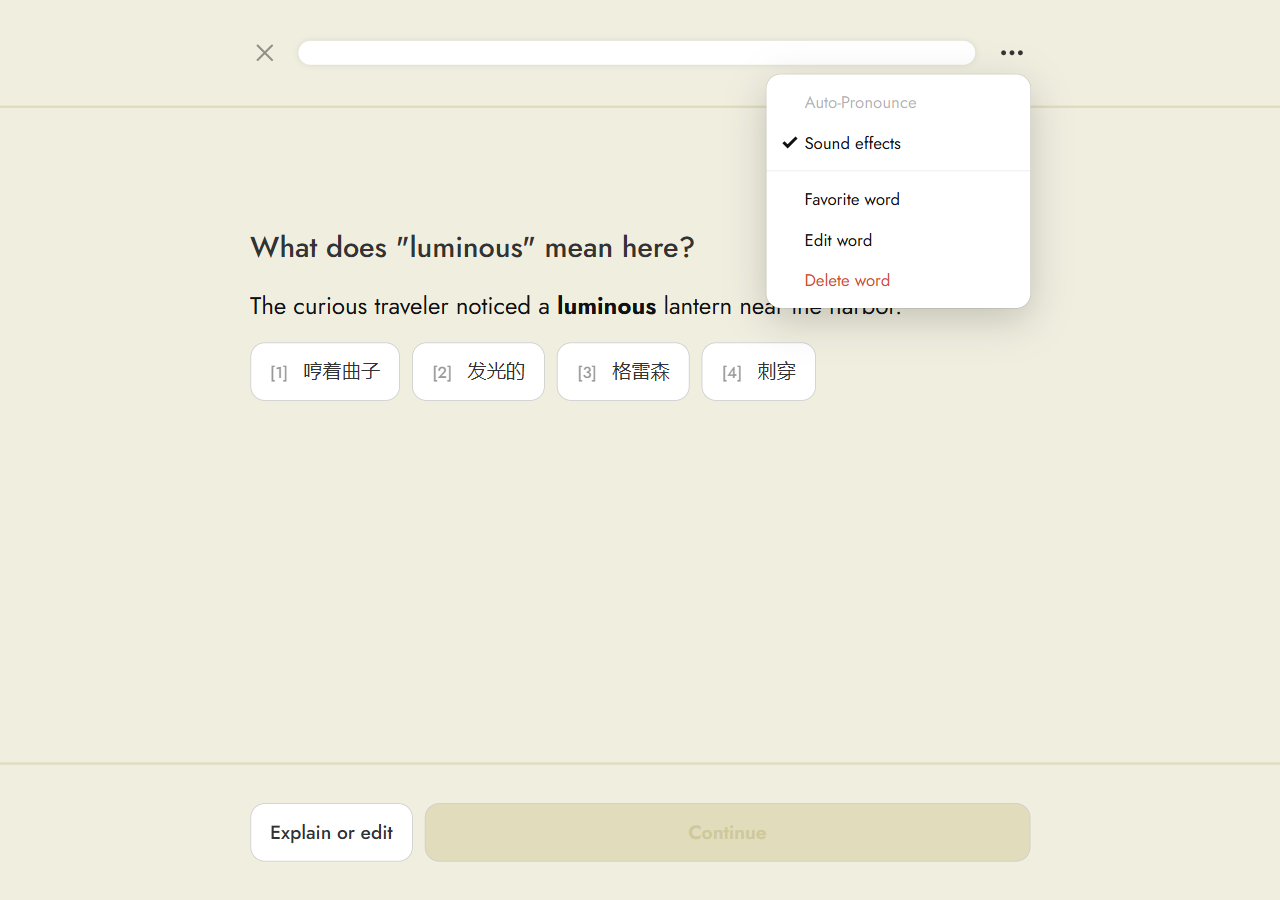 Auto-Pronounce
Sound effects
Favorite word
Edit word
Delete word
What does "luminous" mean here?
The curious traveler noticed a luminous lantern near the harbor.
[1] 哼着曲子
[2] 发光的
[3] 格雷森
[4] 刺穿
Explain or edit
Continue